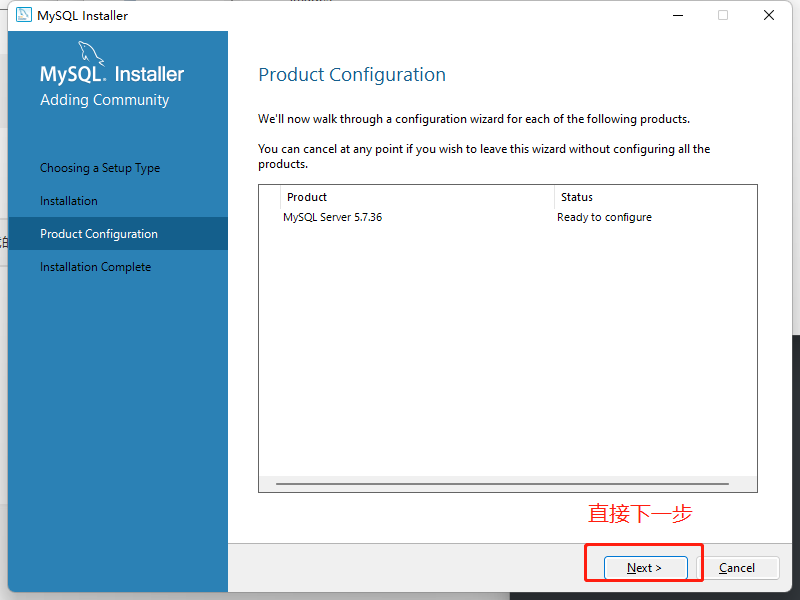 MySQL Installer
MySQL. Installer
Adding Community
Choosing a Setup Type
Installation
Product Configuration
Installation Complete
Product Configuration
We'll now walk through a configuration wizard for each of the following products.
You can cancel at any point if you wish to leave this wizard without configuring all the
products.
Product Status
MySQL Server 5.7.36 Ready to configure
直接下一步
Next > Cancel